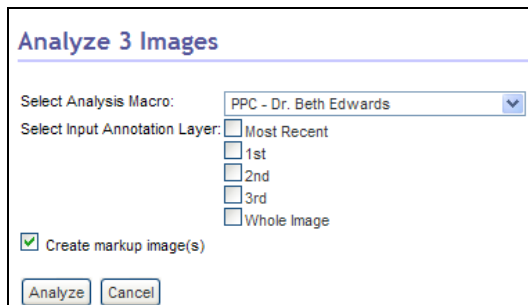 Analyze 3 Images
Select Analysis Macro: PPC - Dr. Beth Edwards
Select Input Annotation Layer: Most Recent
1st
2nd
3rd
Whole Image
Create markup image(s)
Analyze Cancel